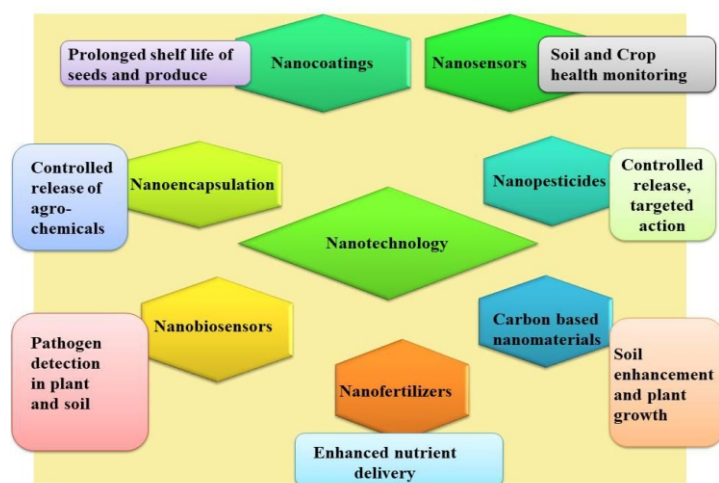 Prolonged shelf life of
seeds and produce
Nanocoatings
Nanosensors
Soil and Crop
health monitoring
Controlled
release of
agro-
chemicals
Nanoencapsulation
Nanopesticides
Controlled
release,
targeted
action
Nanotechnology
Pathogen
detection
in plant
and soil
Nanobiosensors
Carbon based
nanomaterials
Soil
enhancement
and plant
growth
Nanofertilizers
Enhanced nutrient
delivery